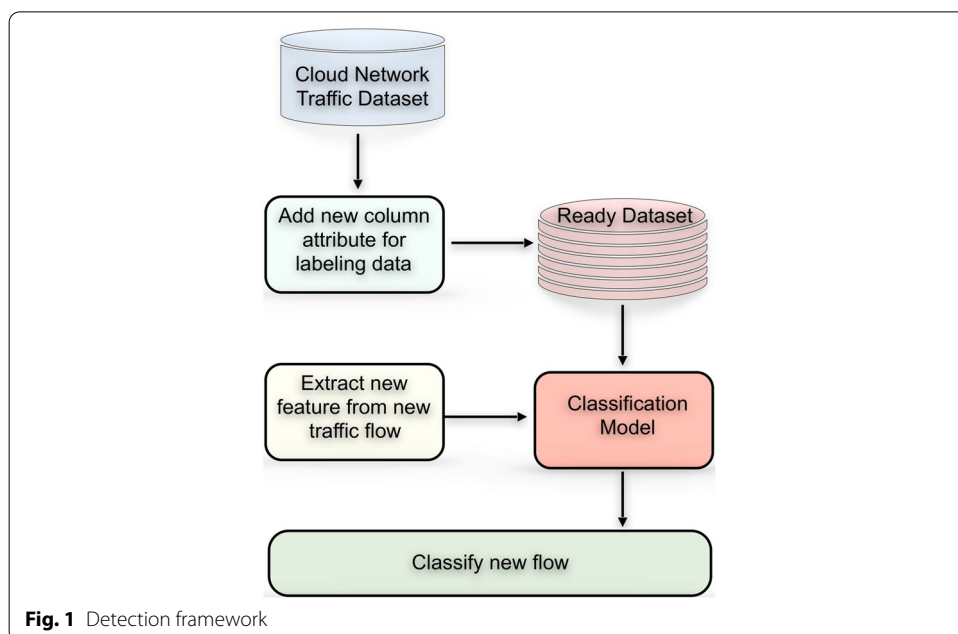 Cloud Network
Traffic Dataset
Add new column
attribute for
labeling data
Ready Dataset
Extract new
feature from new
traffic flow
Classification
Model
Classify new flow
Fig. 1 Detection framework